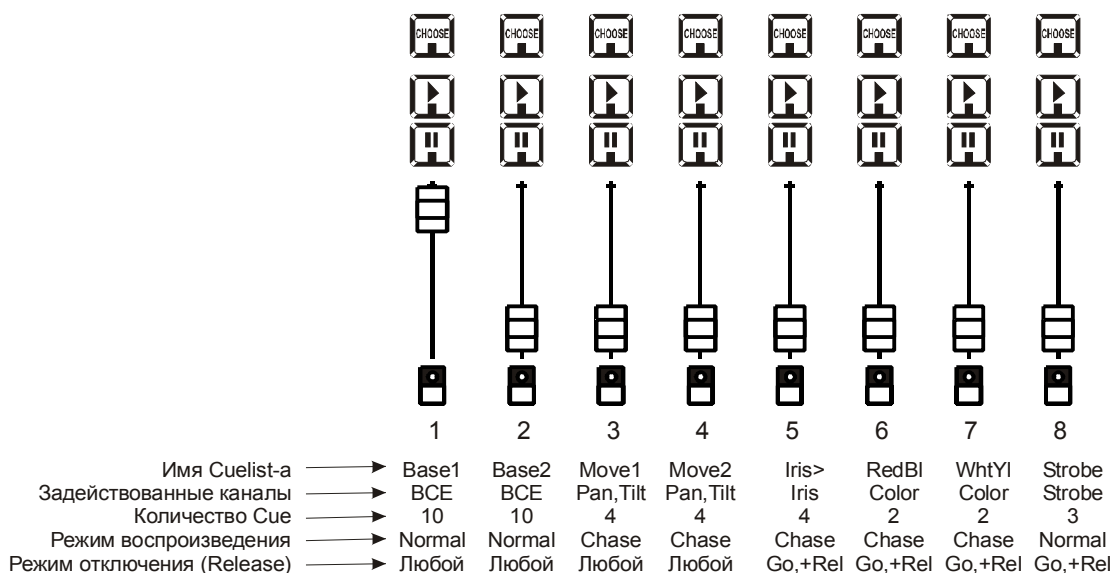 CHOOSE CHOOSE CHOOSE CHOOSE CHOOSE CHOOSE CHOOSE CHOOSE
1 2 3 4 5 6 7 8
Имя Cuelist-a Base1 Base2 Move1 Move2 Iris> RedBl WhtYl Strobe
Задействованные каналы ВСЕ ВСЕ Pan,Tilt Pan,Tilt Iris Color Color Strobe
Количество Cue 10 10 4 4 4 2 2 3
Режим воспроизведения Normal Normal Chase Chase Chase Chase Chase Normal
Режим отключения (Release) Любой Любой Любой Любой Go,+Rel Go,+Rel Go,+Rel Go,+Rel